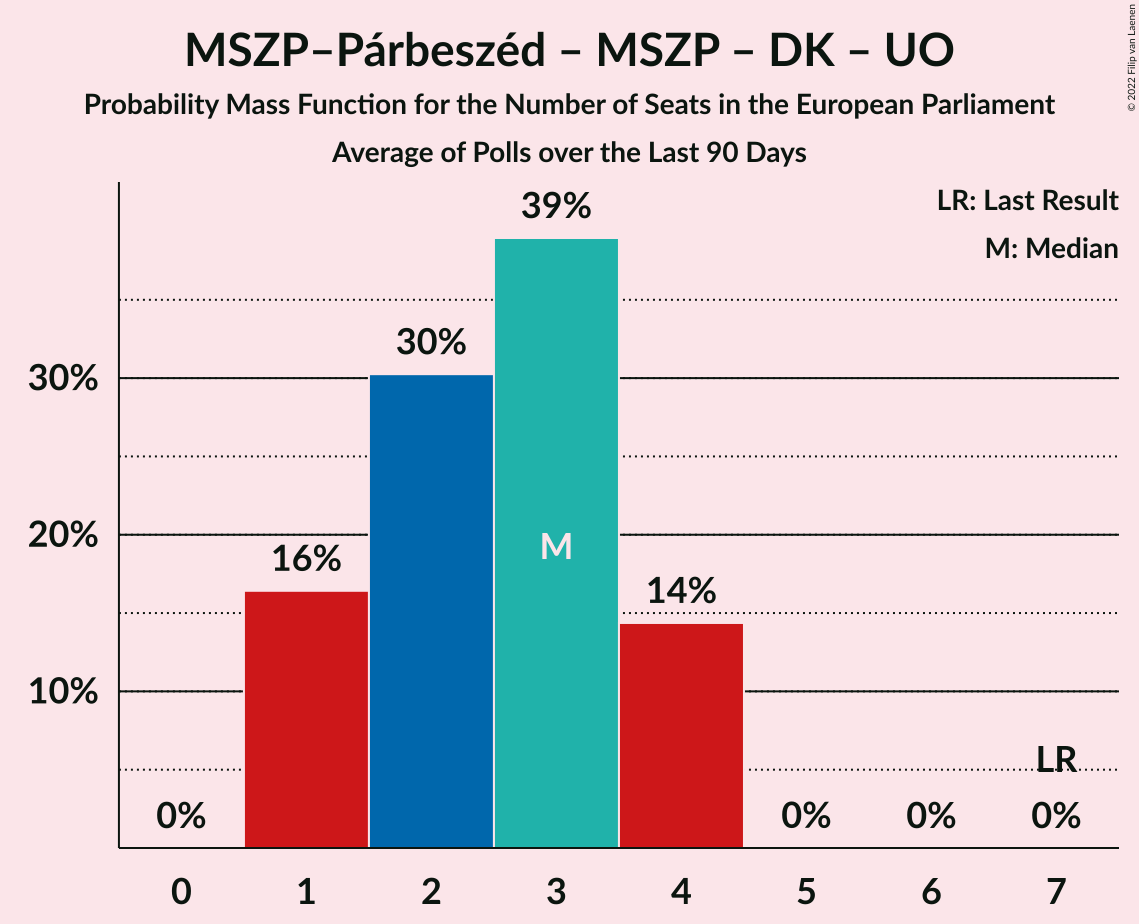 MSZP–Párbeszéd – MSZP – DK – UO
Probability Mass Function for the Number of Seats in the European Parliament
Average of Polls over the Last 90 Days
© 2022 Filip van Laenen
LR: Last Result
M: Median
39%
30%
30%
20%
16%
M
14%
10%
LR
0%
0%
0%
0%
0 1 2 3 4 5 6 7